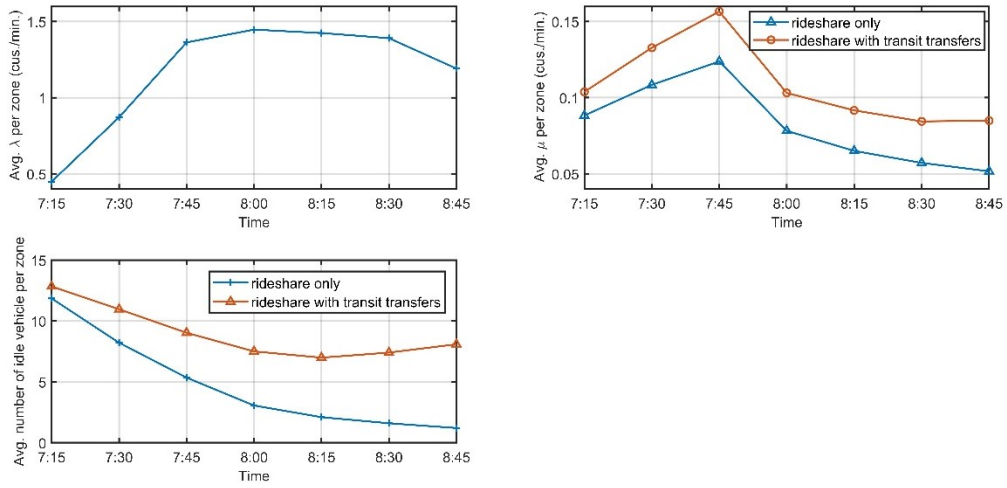 Avg. λ per zone (cus./min.)
1.5
1
0.5
7:15 7:30 7:45 8:00 8:15 8:30 8:45
Time
Avg. μ per zone (cus./min.)
0.15
0.1
0.05
rideshare only
rideshare with transit transfers
7:15 7:30 7:45 8:00 8:15 8:30 8:45
Time
Avg. number of idle vehicle per zone
15
10
5
0
rideshare only
rideshare with transit transfers
7:15 7:30 7:45 8:00 8:15 8:30 8:45
Time